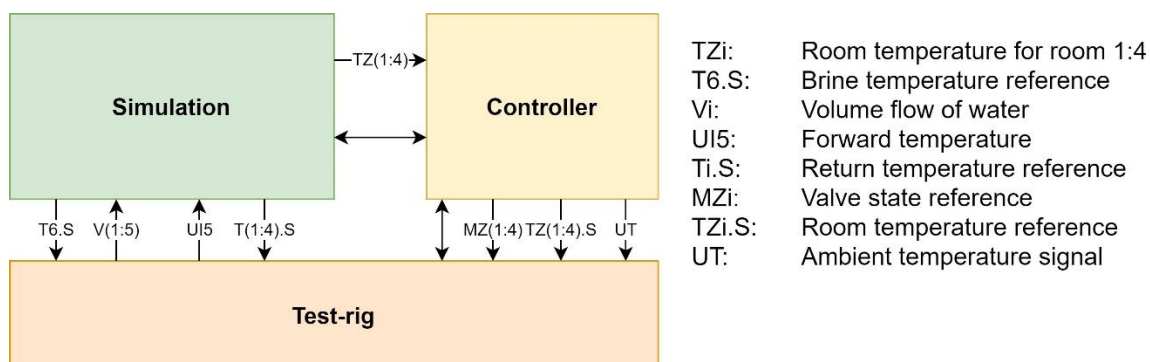 TZ(1:4)
Simulation
Controller
T6.S
V(1:5)
UI5
T(1:4).S
MZ(1:4)
TZ(1:4).S
UT
Test-rig
TZi: Room temperature for room 1:4
T6.S: Brine temperature reference
Vi: Volume flow of water
UI5: Forward temperature
Ti.S: Return temperature reference
MZi: Valve state reference
TZi.S: Room temperature reference
UT: Ambient temperature signal